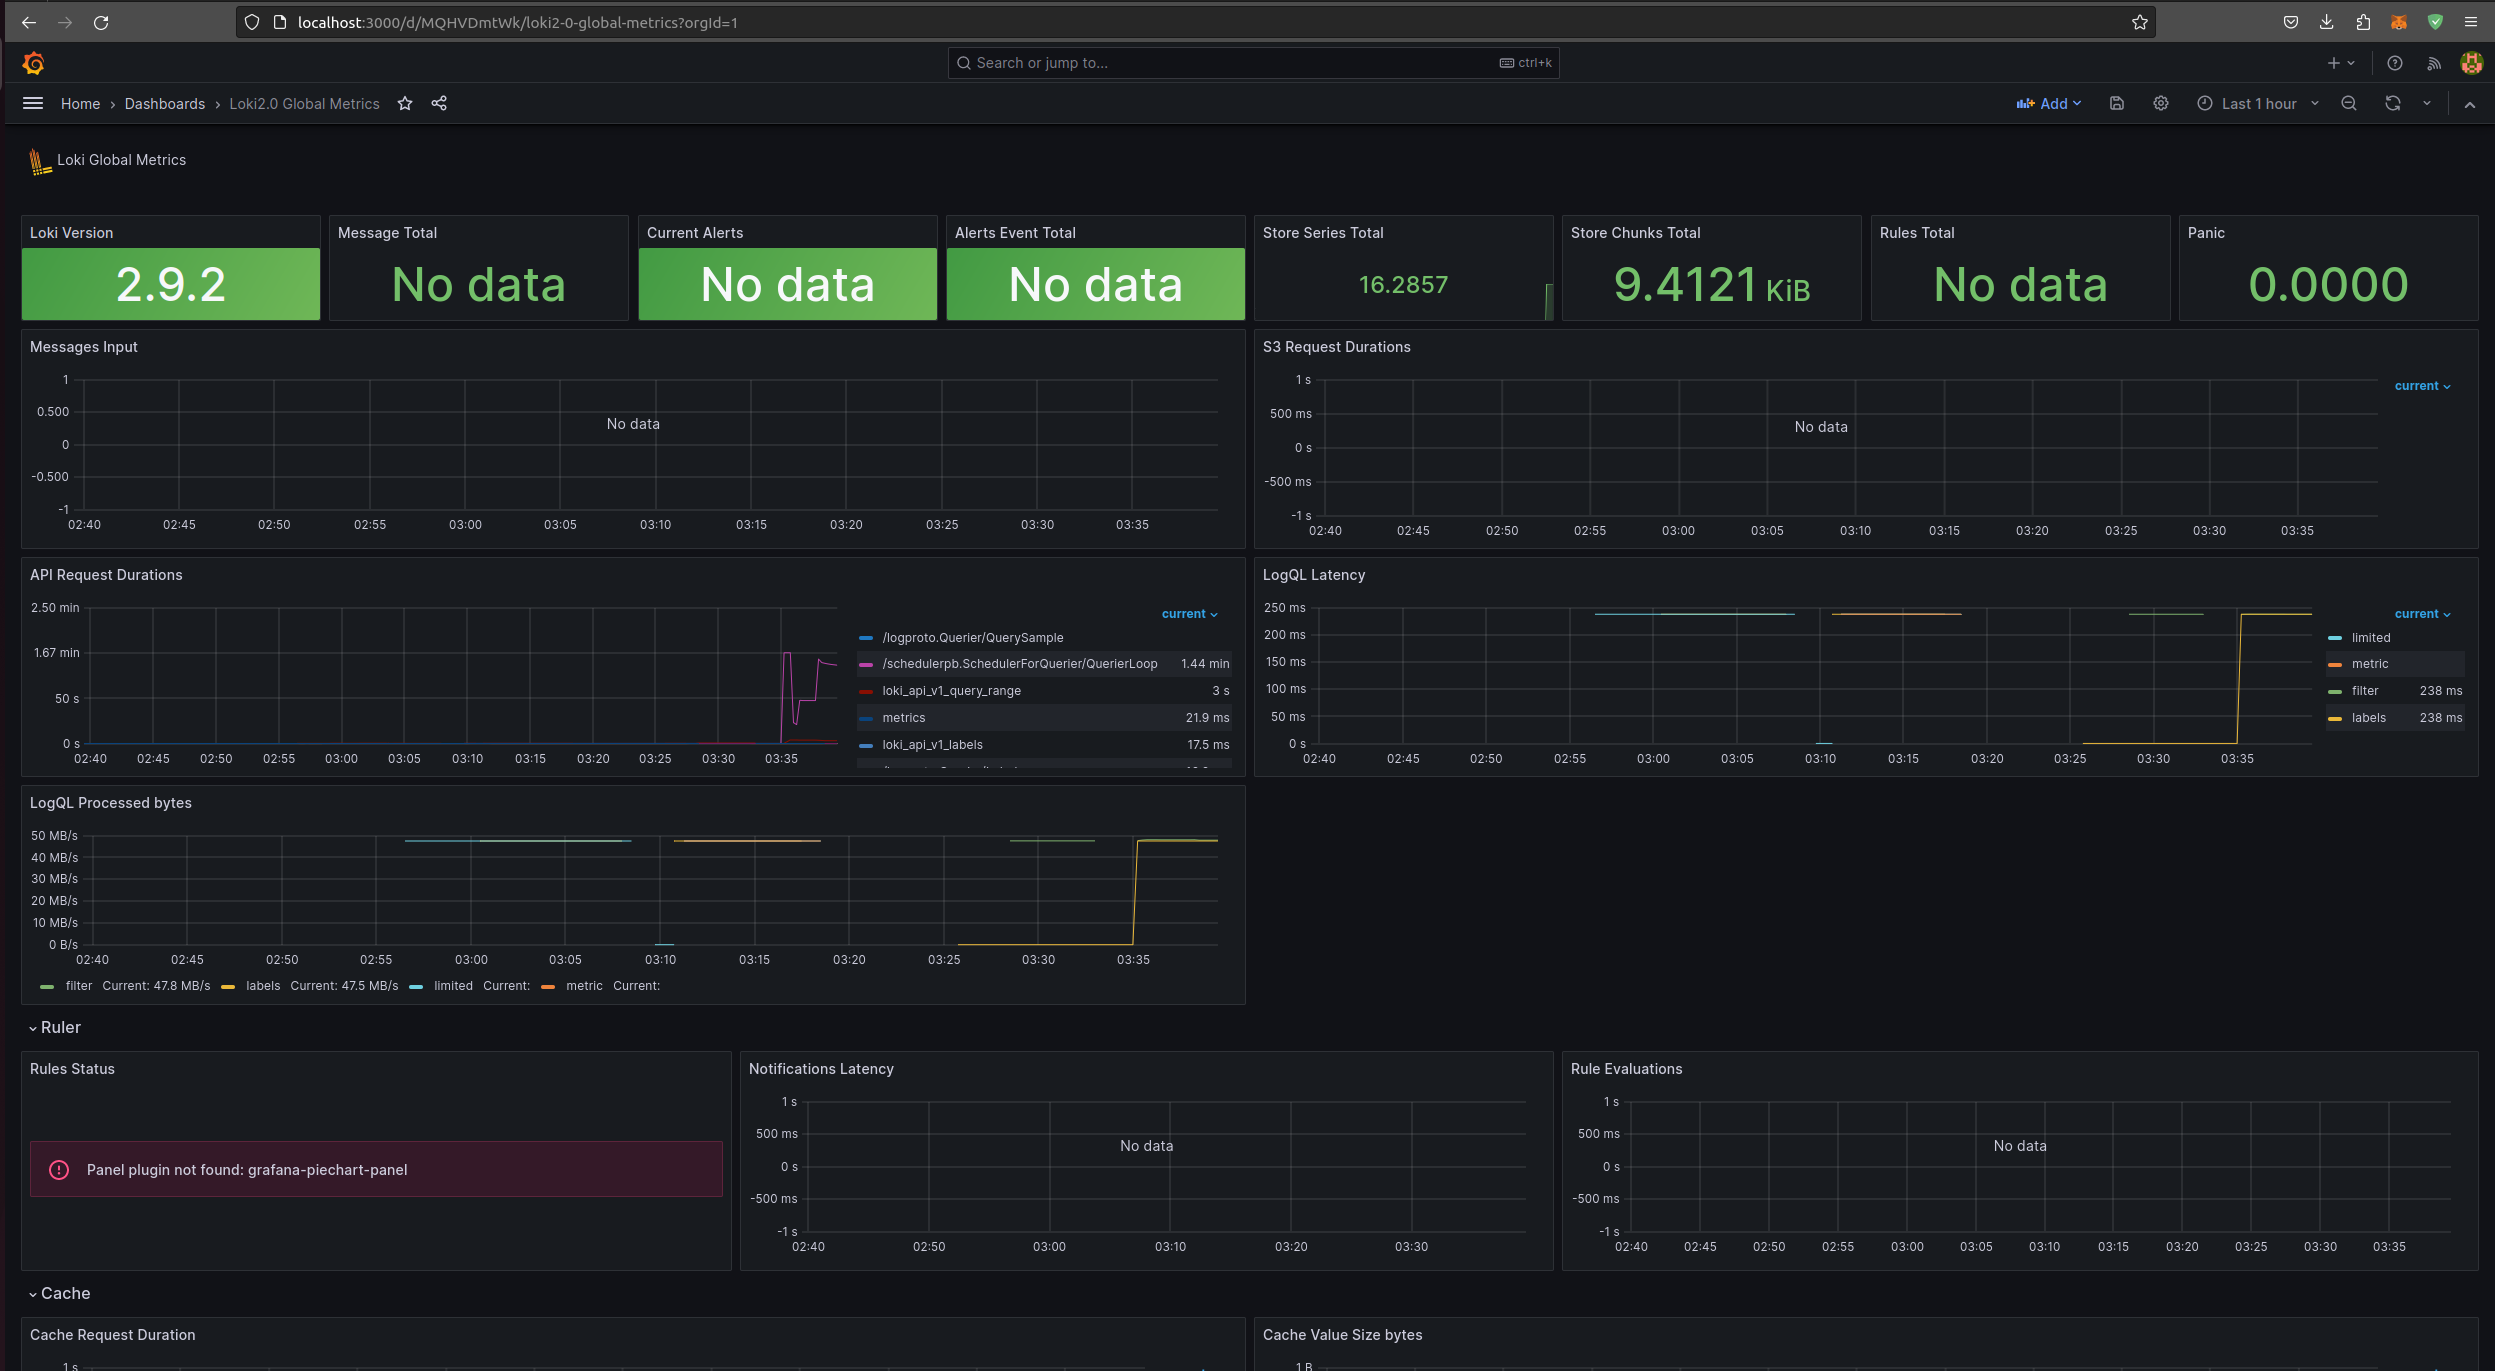 localhost:3000/d/MQHVDmtWk/loki2-0-global-metrics?orgId=1
Search or jump to... ctrl+k
Home › Dashboards › Loki2.0 Global Metrics Add Last 1 hour
Loki Global Metrics
Loki Version
2.9.2
Message Total
No data
Current Alerts
No data
Alerts Event Total
No data
Store Series Total
16.2857
Store Chunks Total
9.4121 KiB
Rules Total
No data
Panic
0.0000
Messages Input
1
0.500
0
-0.500
-1
No data
02:40 02:45 02:50 02:55 03:00 03:05 03:10 03:15 03:20 03:25 03:30 03:35
S3 Request Durations
1 s
500 ms
0 s
-500 ms
-1 s
No data
current
02:40 02:45 02:50 02:55 03:00 03:05 03:10 03:15 03:20 03:25 03:30 03:35
API Request Durations
2.50 min
1.67 min
50 s
0 s
02:40 02:45 02:50 02:55 03:00 03:05 03:10 03:15 03:20 03:25 03:30 03:35
current
/logproto.Querier/QuerySample
/schedulerpb.SchedulerForQuerier/QuerierLoop 1.44 min
loki_api_v1_query_range 3 s
metrics 21.9 ms
loki_api_v1_labels 17.5 ms
LogQL Latency
250 ms
200 ms
150 ms
100 ms
50 ms
0 s
02:40 02:45 02:50 02:55 03:00 03:05 03:10 03:15 03:20 03:25 03:30 03:35
current
limited
metric
filter 238 ms
labels 238 ms
LogQL Processed bytes
50 MB/s
40 MB/s
30 MB/s
20 MB/s
10 MB/s
0 B/s
02:40 02:45 02:50 02:55 03:00 03:05 03:10 03:15 03:20 03:25 03:30 03:35
filter Current: 47.8 MB/s labels Current: 47.5 MB/s limited Current: metric Current:
Ruler
Rules Status
Panel plugin not found: grafana-piechart-panel
Notifications Latency
1 s
500 ms
0 s
-500 ms
-1 s
No data
02:40 02:50 03:00 03:10 03:20 03:30
Rule Evaluations
1 s
500 ms
0 s
-500 ms
-1 s
No data
02:40 02:45 02:50 02:55 03:00 03:05 03:10 03:15 03:20 03:25 03:30 03:35
Cache
Cache Request Duration
1 s
Cache Value Size bytes
1 B